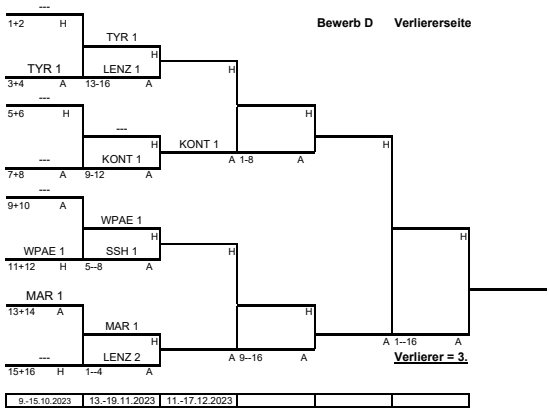 ---
Bewerb D Verliererseite
1+2 H
TYR 1
H
TYR 1 LENZ 1 H
3+4 A 13-16 A
---
5+6 H
---
H KONT 1 H
--- KONT 1
7+8 A 9-12 A A 1-8 A
---
9+10 A
WPAE 1
H H
WPAE 1 SSH 1 H
11+12 H 5--8 A
MAR 1
13+14 A H
MAR 1
H A 1--16 A
--- LENZ 2 A 9--16 A Verlierer = 3.
15+16 H 1--4 A
9.-15.10.2023 13.-19.11.2023 11.-17.12.2023